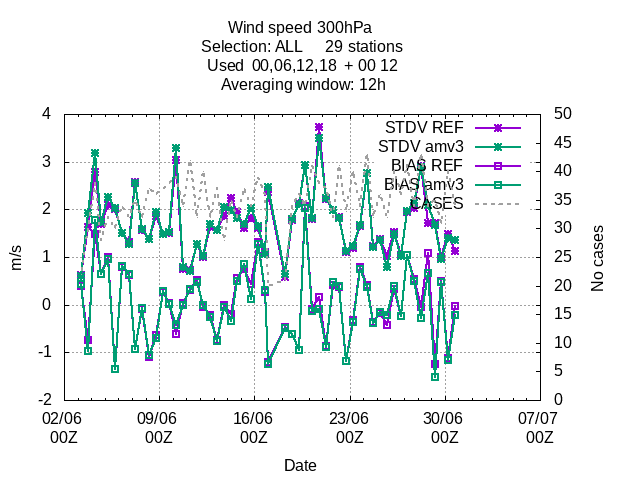 Wind speed 300hPa
Selection: ALL 29 stations
Used 00,06,12,18 + 00 12
Averaging window: 12h
STDV REF
STDV amv3
BIAS REF
BIAS amv3
CASES
4
3
2
1
0
-1
-2
m/s
50
45
40
35
30
25
20
15
10
5
0
No cases
02/06 09/06 16/06 23/06 30/06 07/07
00Z 00Z 00Z 00Z 00Z 00Z
Date